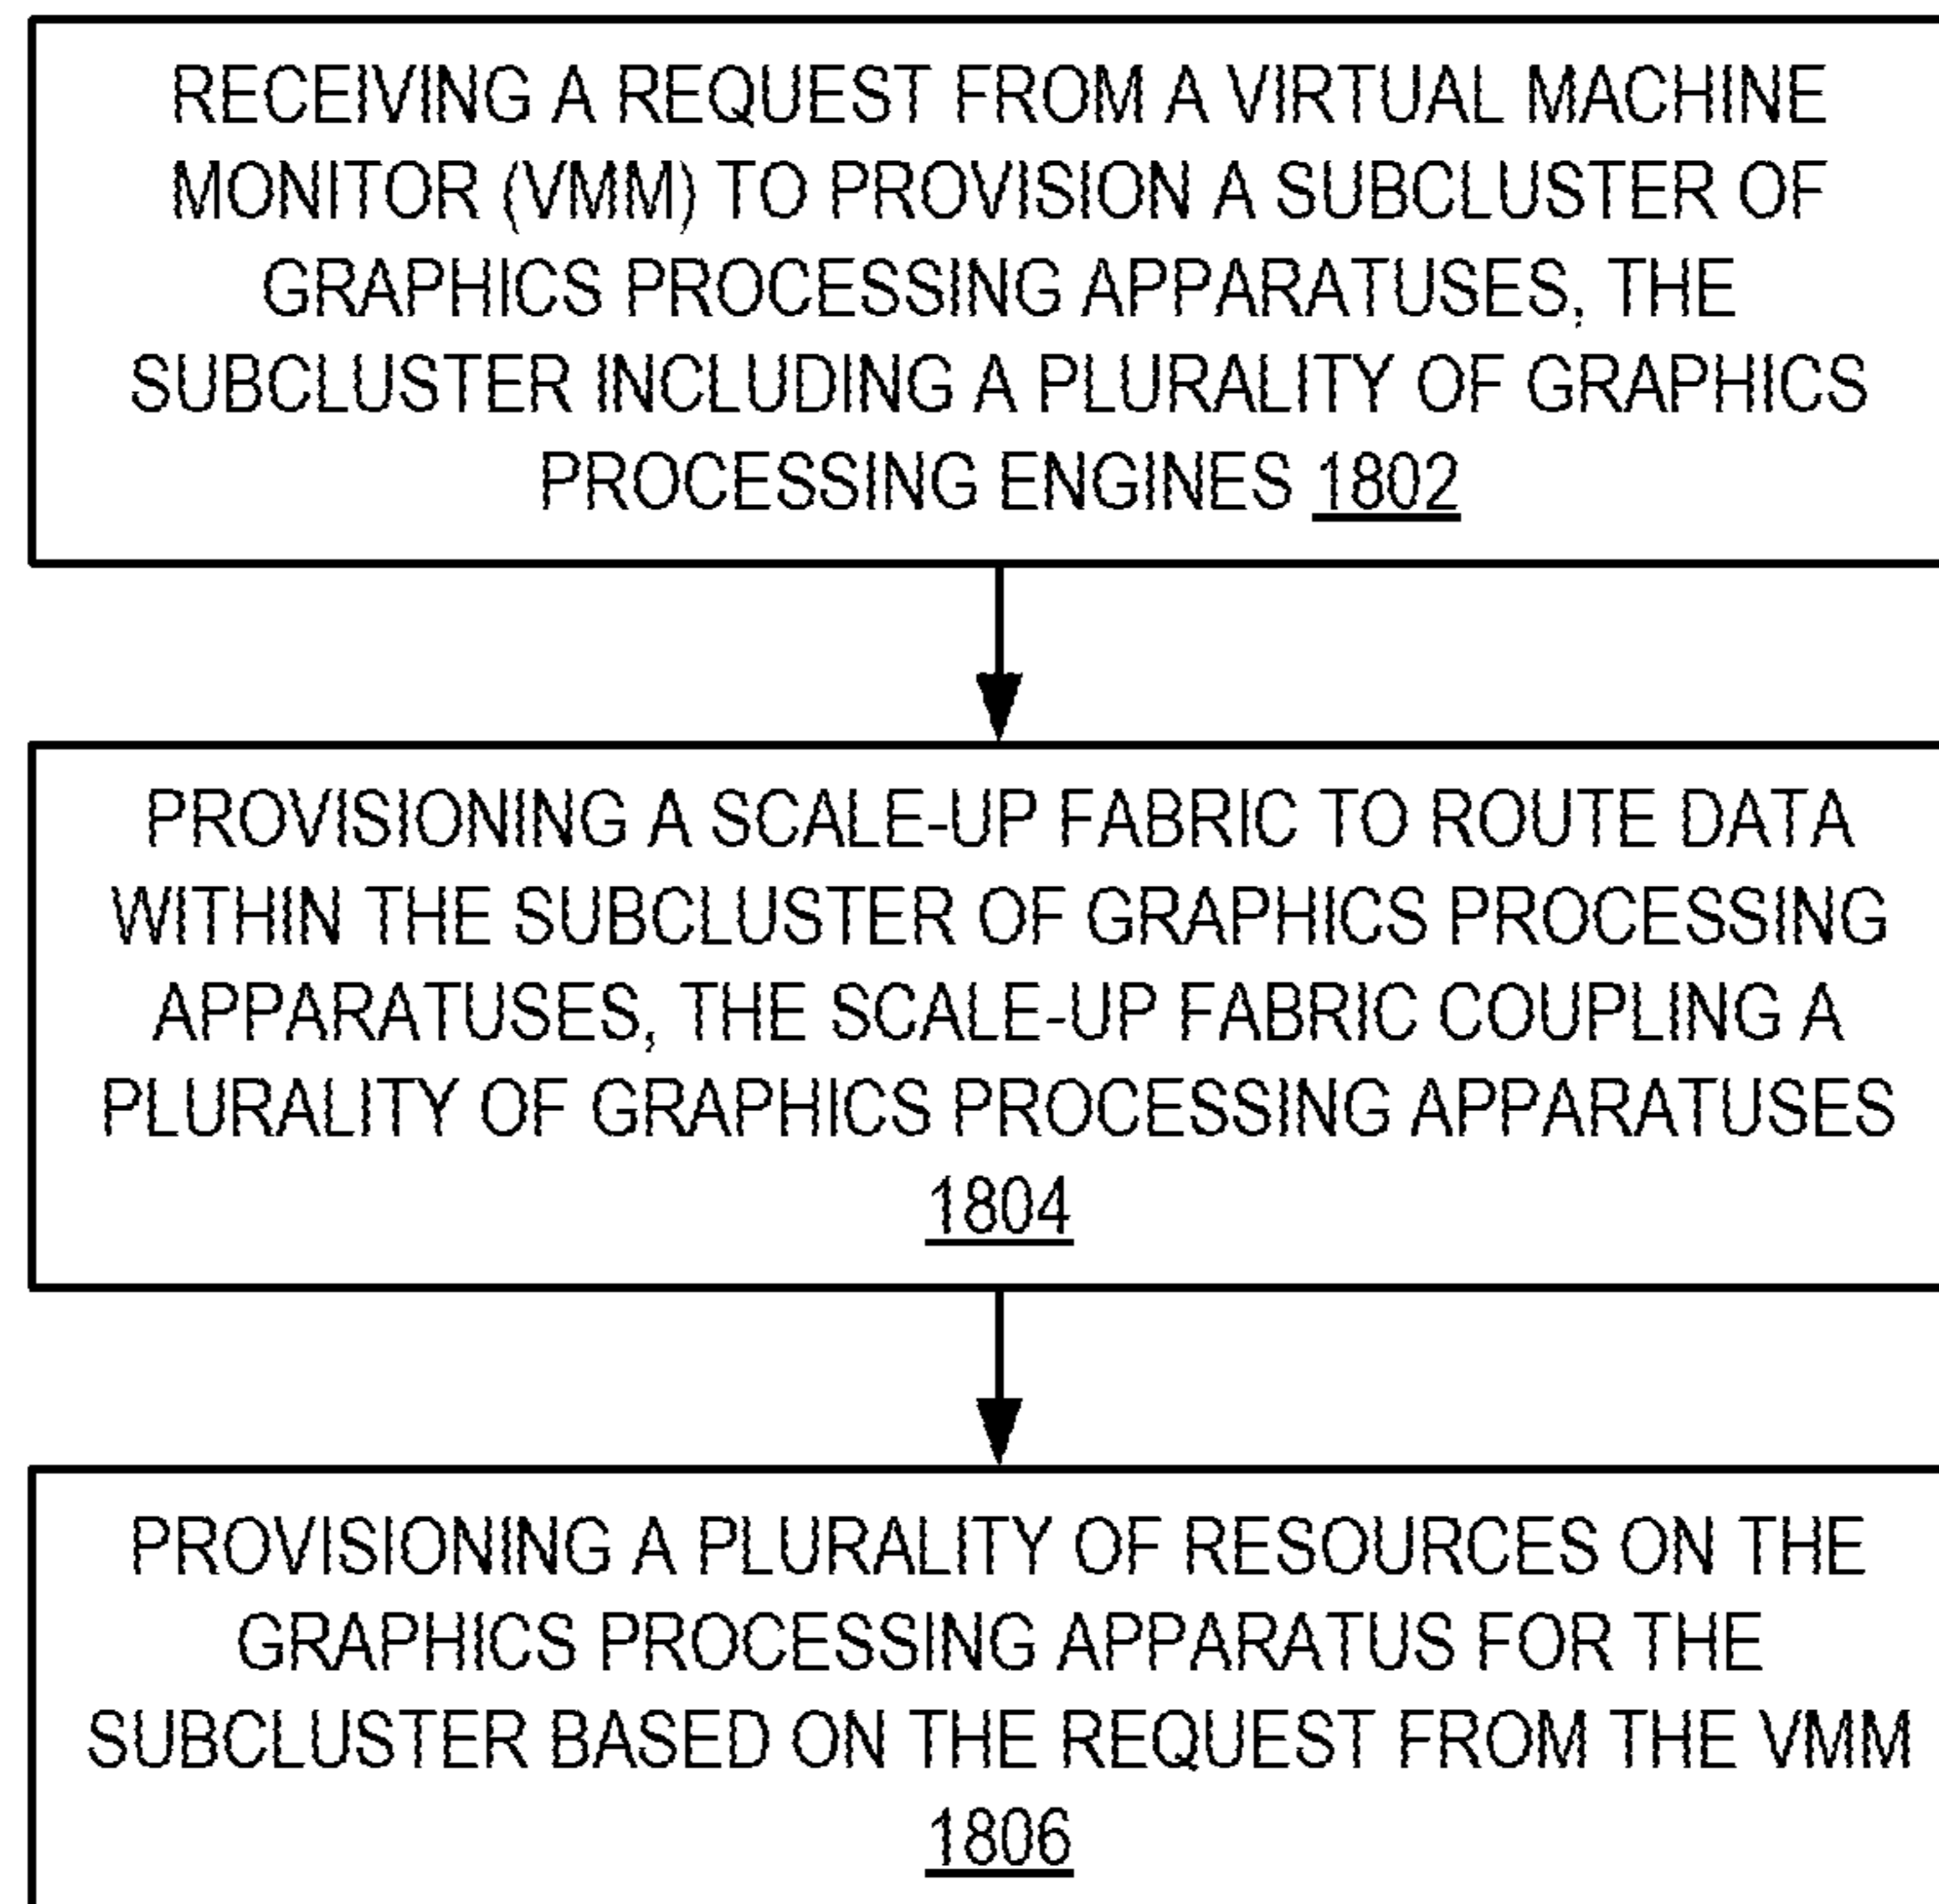 RECEIVING A REQUEST FROM A VIRTUAL MACHINE
MONITOR (VMM) TO PROVISION A SUBCLUSTER OF
GRAPHICS PROCESSING APPARATUSES, THE
SUBCLUSTER INCLUDING A PLURALITY OF GRAPHICS
PROCESSING ENGINES 1802
PROVISIONING A SCALE-UP FABRIC TO ROUTE DATA
WITHIN THE SUBCLUSTER OF GRAPHICS PROCESSING
APPARATUSES, THE SCALE-UP FABRIC COUPLING A
PLURALITY OF GRAPHICS PROCESSING APPARATUSES
1804
PROVISIONING A PLURALITY OF RESOURCES ON THE
GRAPHICS PROCESSING APPARATUS FOR THE
SUBCLUSTER BASED ON THE REQUEST FROM THE VMM
1806